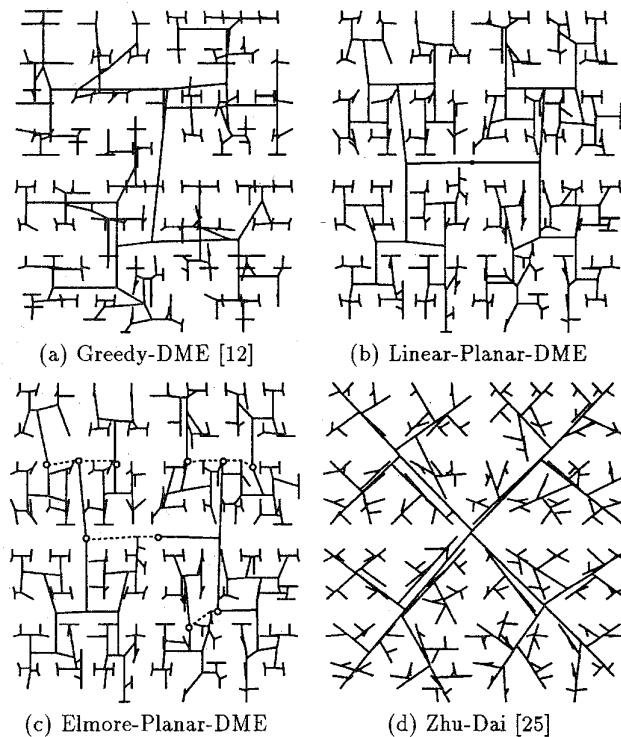 (a) Greedy-DME [12]
(b) Linear-Planar-DME
(c) Elmore-Planar-DME
(d) Zhu-Dai [25]